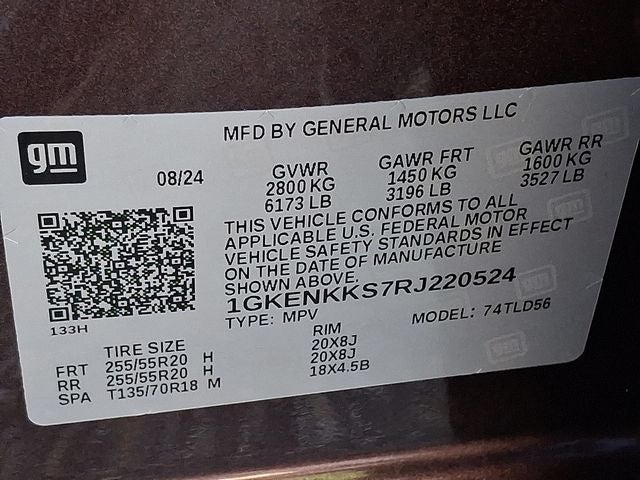 gm
MFD BY GENERAL MOTORS LLC
08/24
GVWR GAWR FRT GAWR RR
2800 KG 1450 KG 1600 KG
6173 LB 3196 LB 3527 LB
THIS VEHICLE CONFORMS TO ALL
APPLICABLE U.S. FEDERAL MOTOR
VEHICLE SAFETY STANDARDS IN EFFECT
ON THE DATE OF MANUFACTURE
SHOWN ABOVE.
1GKENKKS7RJ220524
133H
TYPE: MPV MODEL: 74TLD56
TIRE SIZE RIM
FRT 255/55R20 H 20X8J
RR 255/55R20 H 20X8J
SPA T135/70R18 M 18X4.5B